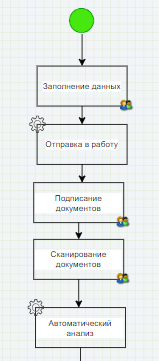 Заполнение данных
Отправка в работу
Подписание
документов
Сканирование
документов
Автоматический
анализ